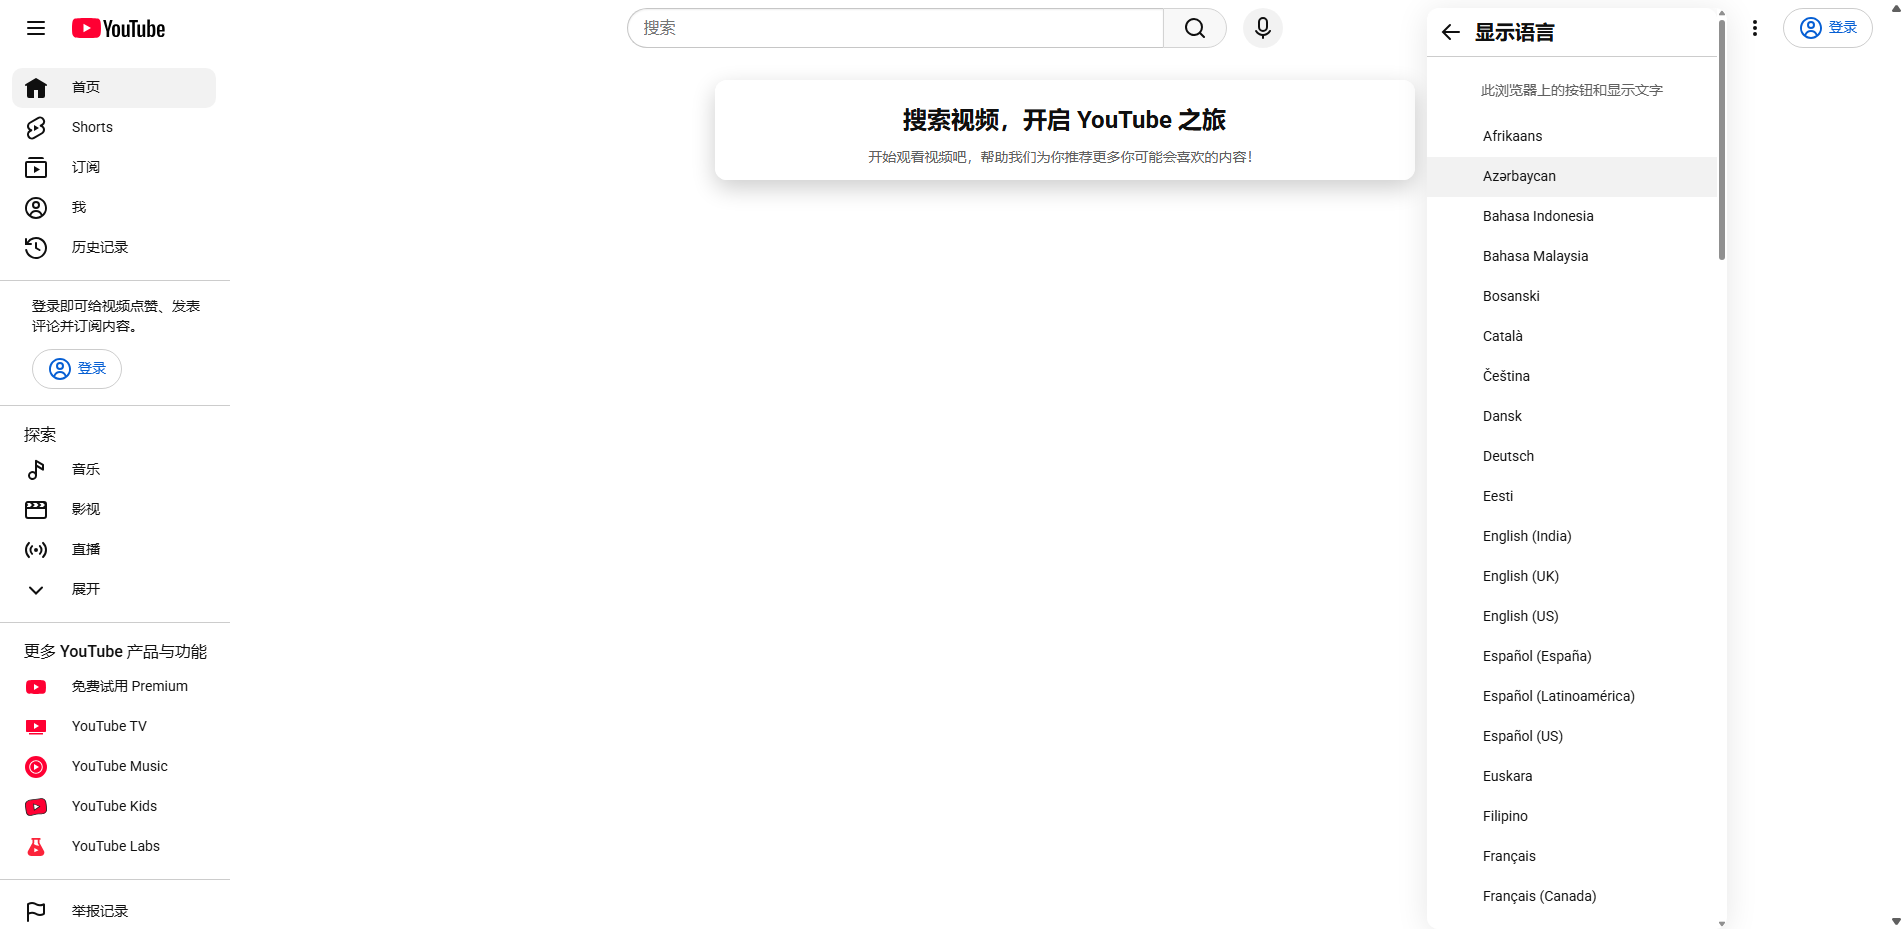 YouTube
搜索
登录
首页
Shorts
订阅
我
历史记录
登录即可给视频点赞、发表
评论并订阅内容。
登录
探索
音乐
影视
直播
展开
更多 YouTube 产品与功能
免费试用 Premium
YouTube TV
YouTube Music
YouTube Kids
YouTube Labs
举报记录
搜索视频，开启 YouTube 之旅
开始观看视频吧，帮助我们为你推荐更多你可能会喜欢的内容！
显示语言
此浏览器上的按钮和显示文字
Afrikaans
Azərbaycan
Bahasa Indonesia
Bahasa Malaysia
Bosanski
Català
Čeština
Dansk
Deutsch
Eesti
English (India)
English (UK)
English (US)
Español (España)
Español (Latinoamérica)
Español (US)
Euskara
Filipino
Français
Français (Canada)